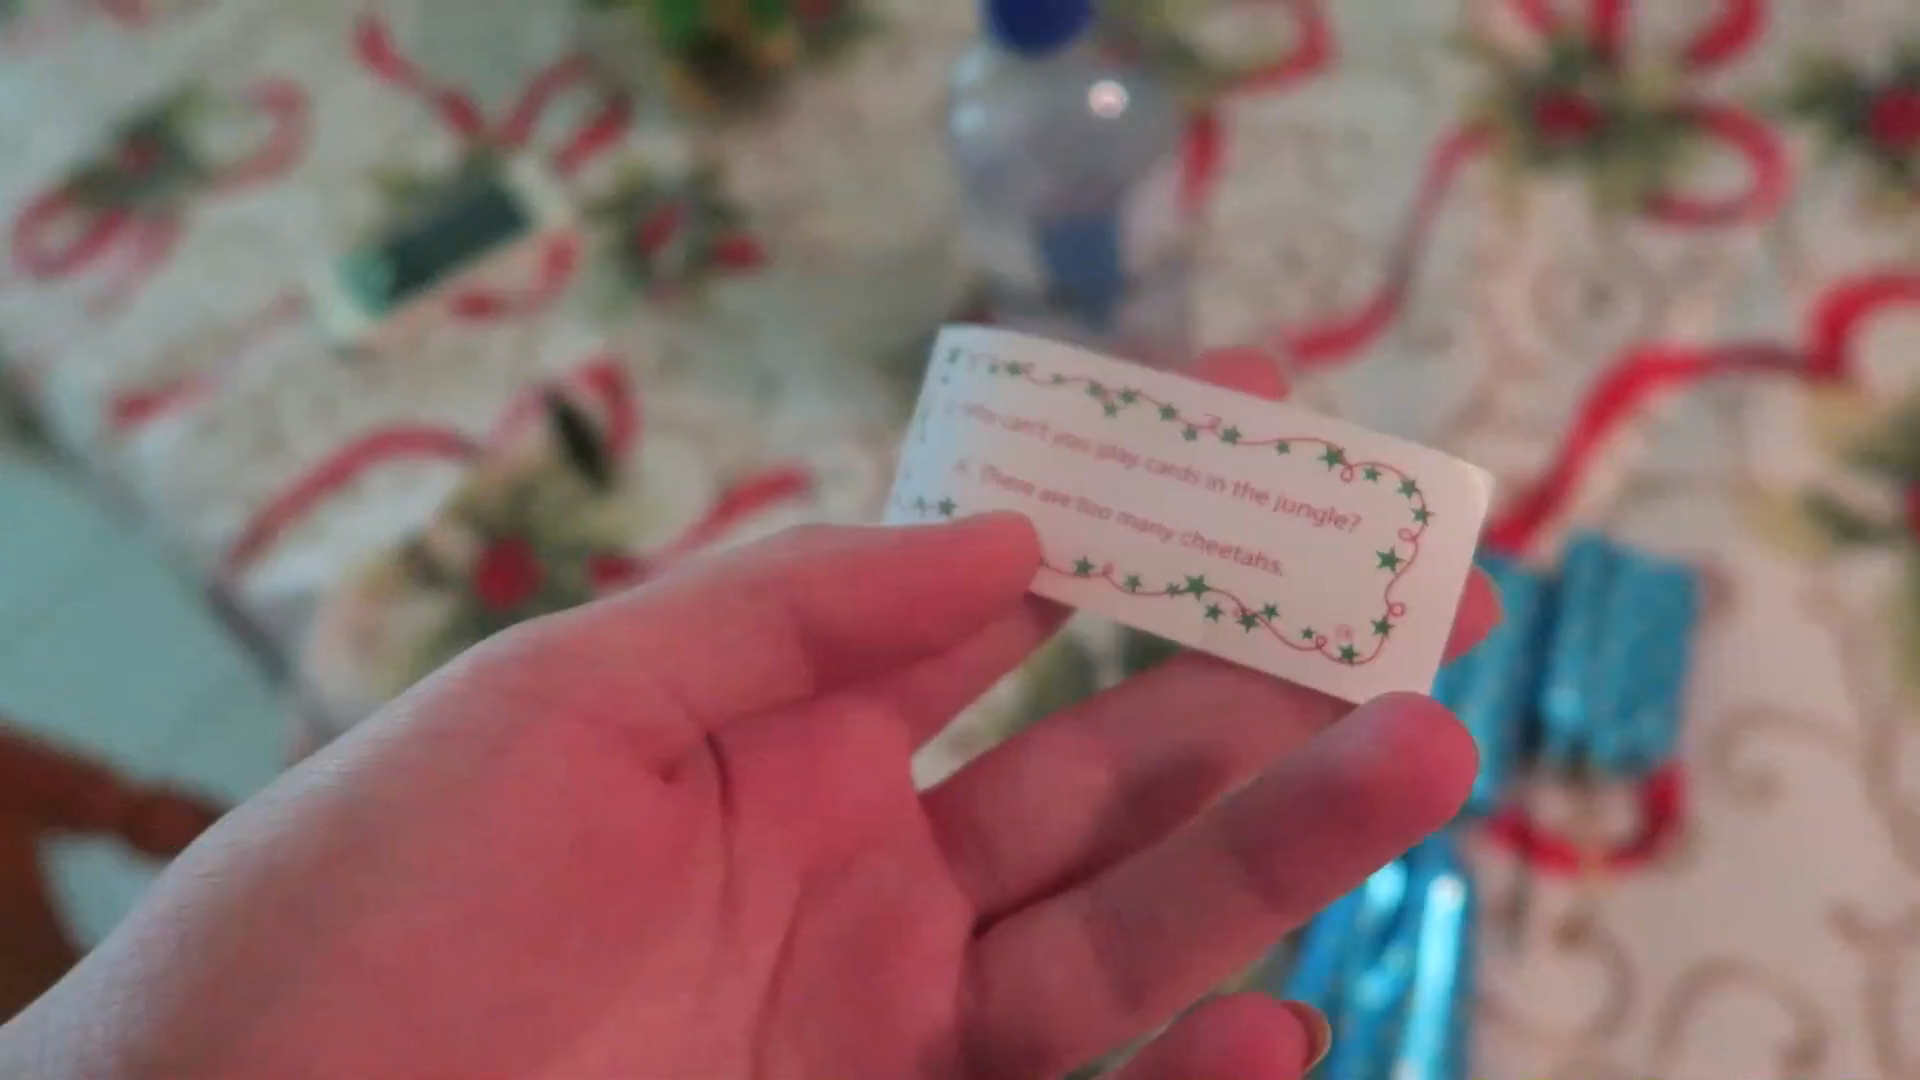 Why can't you play cards in the jungle?
A. There are too many cheetahs.